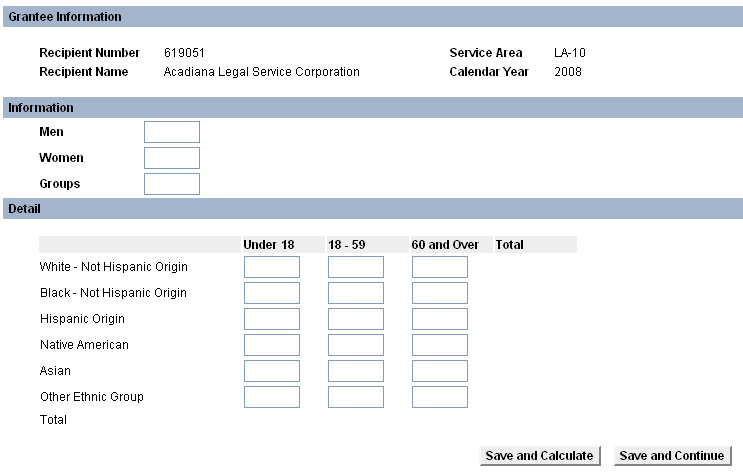 Grantee Information
Recipient Number 619051 Service Area LA-10
Recipient Name Acadiana Legal Service Corporation Calendar Year 2008
Information
Men
Women
Groups
Detail
Under 18 18 - 59 60 and Over Total
White - Not Hispanic Origin
Black - Not Hispanic Origin
Hispanic Origin
Native American
Asian
Other Ethnic Group
Total
Save and Calculate Save and Continue